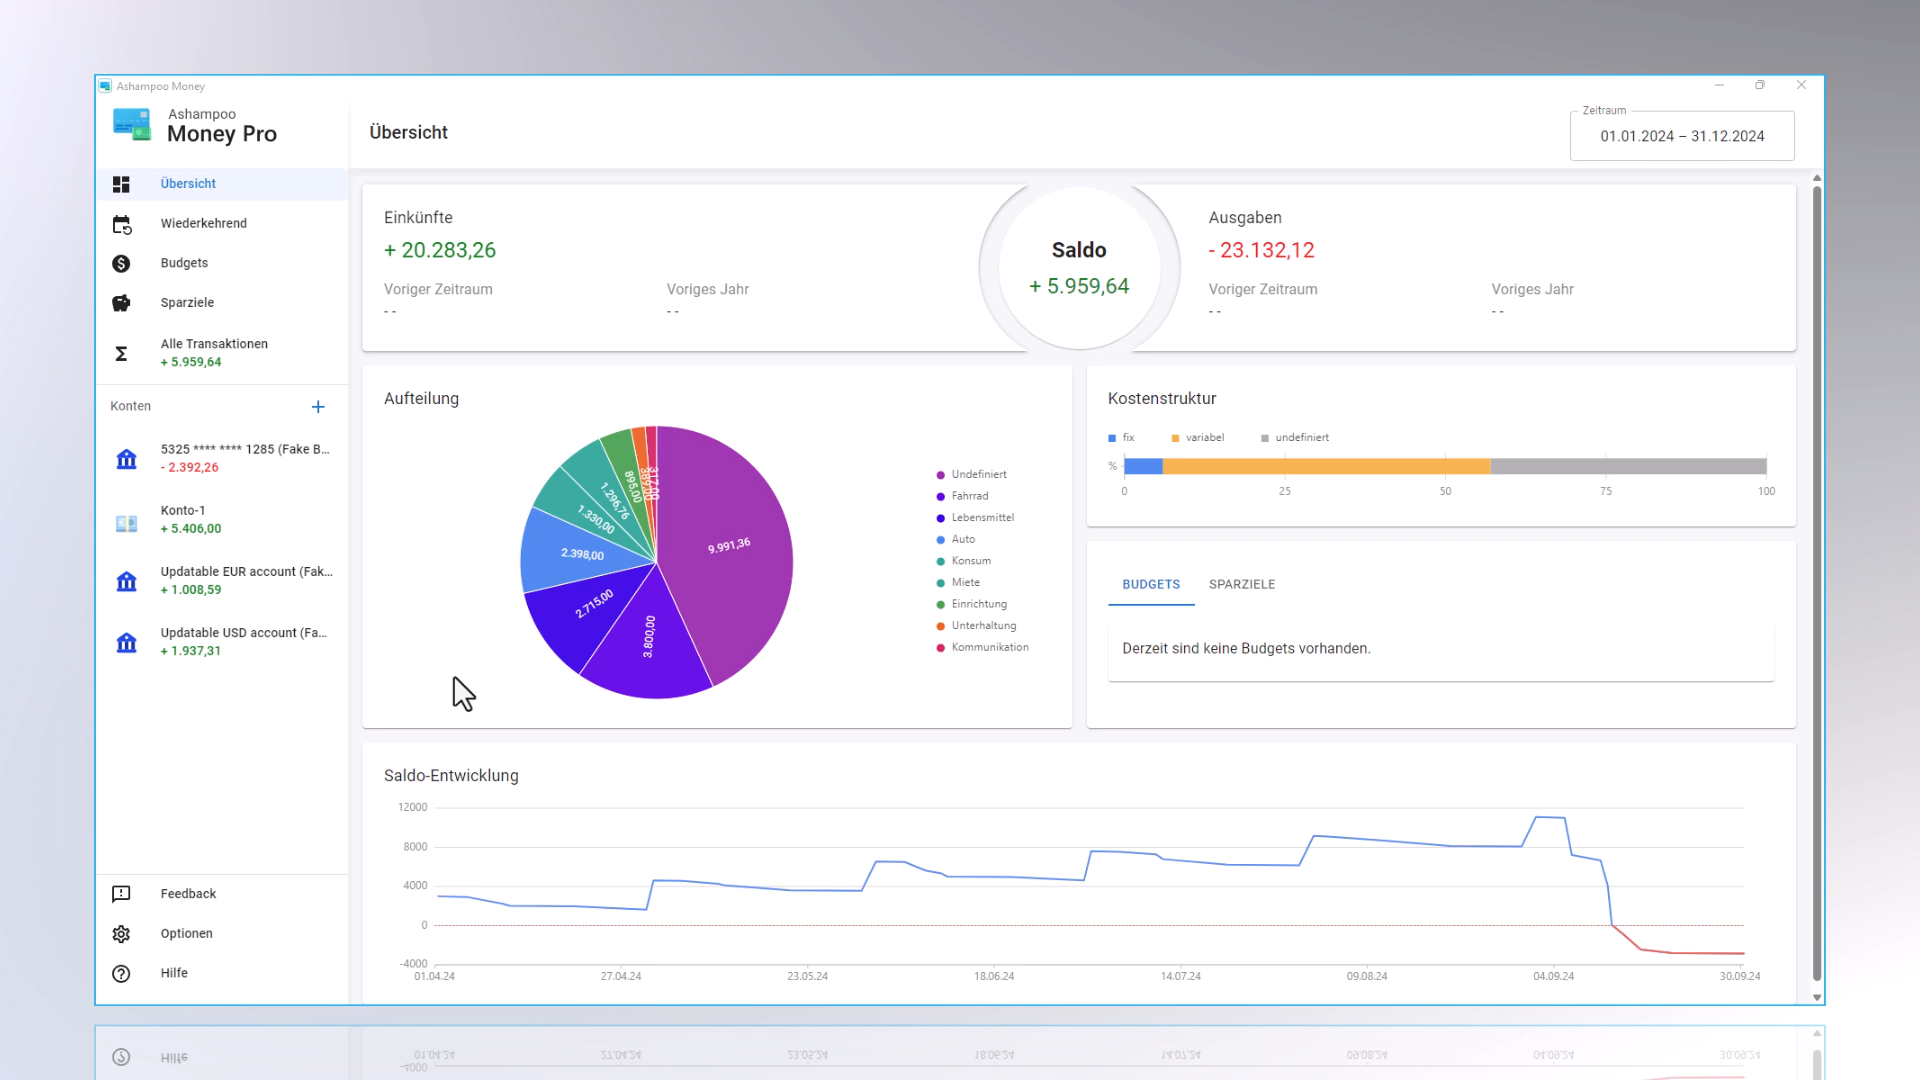 Ashampoo Money
Ashampoo
Money Pro
Übersicht
Zeitraum
01.01.2024 – 31.12.2024
Übersicht
Wiederkehrend
Budgets
Sparziele
Alle Transaktionen
+ 5.959,64
Konten
5325 **** **** 1285 (Fake B...
- 2.392,26
Konto-1
+ 5.406,00
Updatable EUR account (Fak...
+ 1.008,59
Updatable USD account (Fa...
+ 1.937,31
Feedback
Optionen
Hilfe
Einkünfte
+ 20.283,26
Voriger Zeitraum
- -
Voriges Jahr
- -
Saldo
+ 5.959,64
Ausgaben
- 23.132,12
Voriger Zeitraum
- -
Voriges Jahr
- -
Aufteilung
9.991,36
3.800,00
2.715,00
2.398,00
1.330,00
1.296,76
895,00
Undefiniert
Fahrrad
Lebensmittel
Auto
Konsum
Miete
Einrichtung
Unterhaltung
Kommunikation
Kostenstruktur
fix variabel undefiniert
%
0 25 50 75 100
BUDGETS SPARZIELE
Derzeit sind keine Budgets vorhanden.
Saldo-Entwicklung
12000
8000
4000
0
-4000
01.04.24 27.04.24 23.05.24 18.06.24 14.07.24 09.08.24 04.09.24 30.09.24